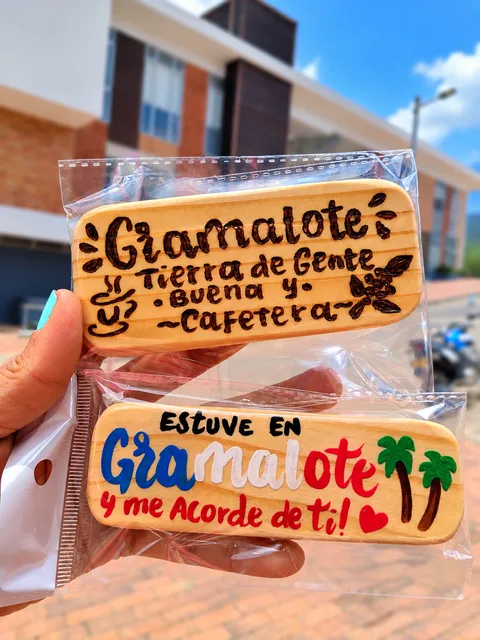 Gramalote
Tierra de Gente
• Buena y •
~Cafetera~
ESTUVE EN
Gramalote
y me Acorde de ti!